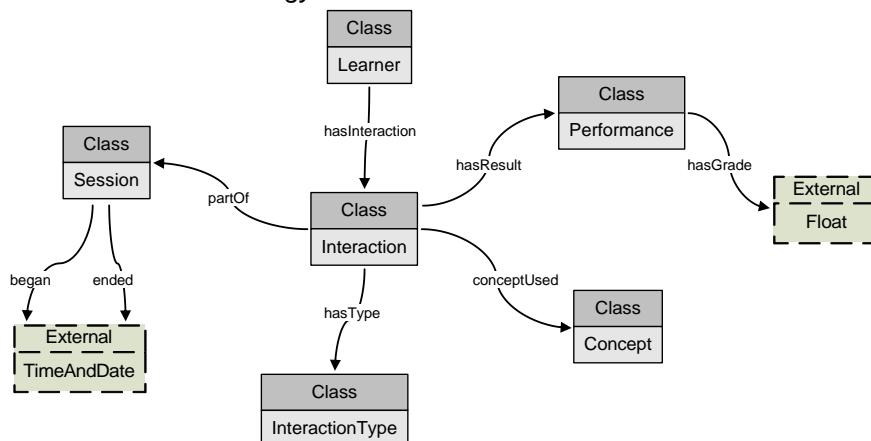 gy
Class
Learner
hasInteraction
Class
Performance
hasResult
hasGrade
External
Float
Class
Session
partOf
Class
Interaction
began
ended
hasType
conceptUsed
External
TimeAndDate
Class
Concept
Class
InteractionType